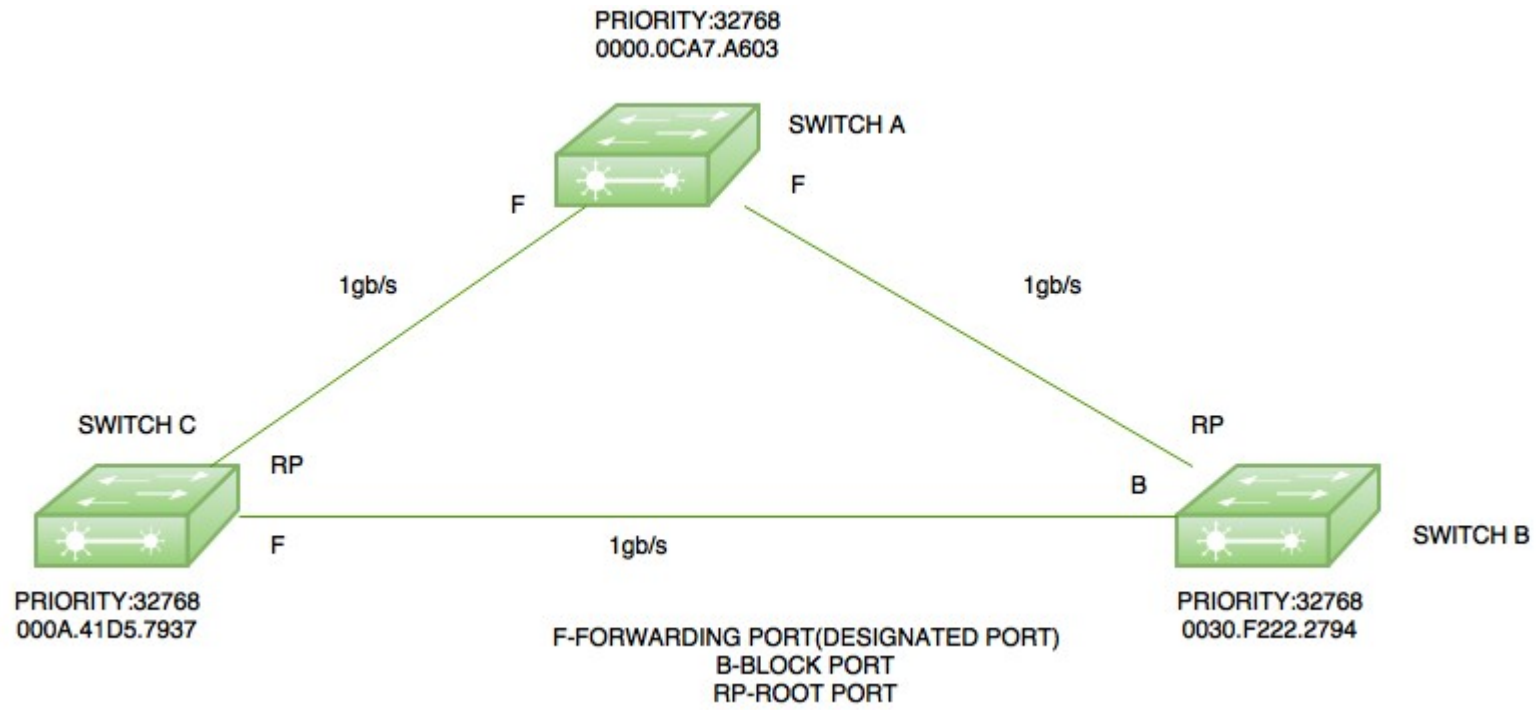 PRIORITY:32768
0000.0CA7.A603
SWITCH A
F
F
1gb/s
1gb/s
SWITCH C
RP
RP
B
F
1gb/s
SWITCH B
PRIORITY:32768
000A.41D5.7937
PRIORITY:32768
0030.F222.2794
F-FORWARDING PORT(DESIGNATED PORT)
B-BLOCK PORT
RP-ROOT PORT